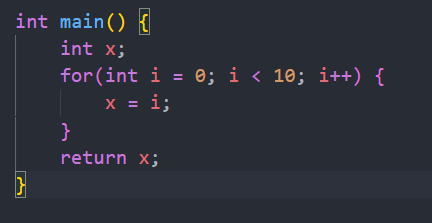 int main() {
    int x;
    for(int i = 0; i < 10; i++) {
        x = i;
    }
    return x;
}